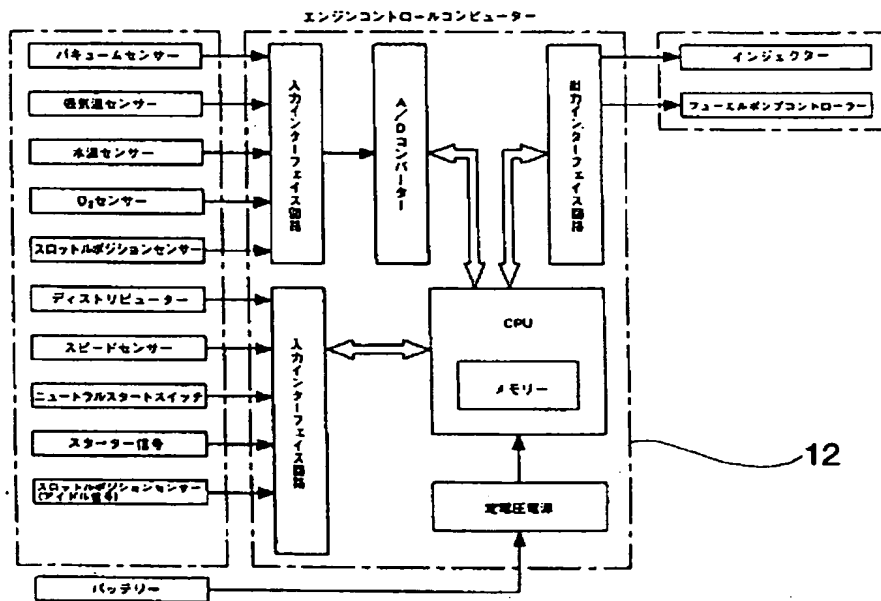 エンジンコントロールコンピューター
バキュームセンサー
吸気温センサー
水温センサー
O₂センサー
スロットルポジションセンサー
ディストリビューター
スピードセンサー
ニュートラルスタートスイッチ
スターター信号
スロットルポジションセンサー
(アイドル信号)
バッテリー
入力インターフェイス回路
入力インターフェイス回路
A/Dコンバーター
出力インターフェイス回路
CPU
メモリー
定電圧電源
インジェクター
フューエルポンプコントローラー
12